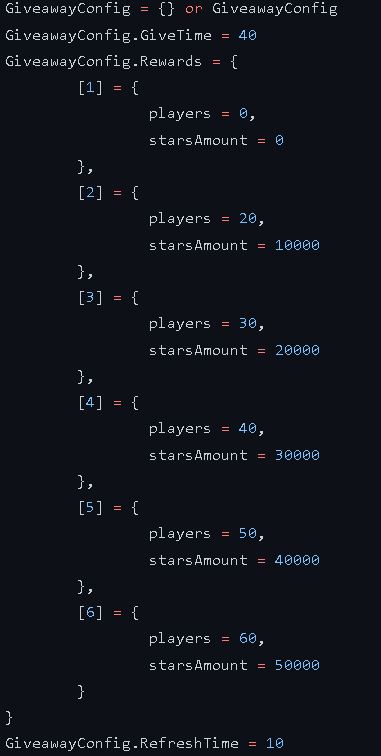 GiveawayConfig = {} or GiveawayConfig
GiveawayConfig.GiveTime = 40
GiveawayConfig.Rewards = {
[1] = {
players = 0,
starsAmount = 0
},
[2] = {
players = 20,
starsAmount = 10000
},
[3] = {
players = 30,
starsAmount = 20000
},
[4] = {
players = 40,
starsAmount = 30000
},
[5] = {
players = 50,
starsAmount = 40000
},
[6] = {
players = 60,
starsAmount = 50000
}
}
GiveawayConfig.RefreshTime = 10